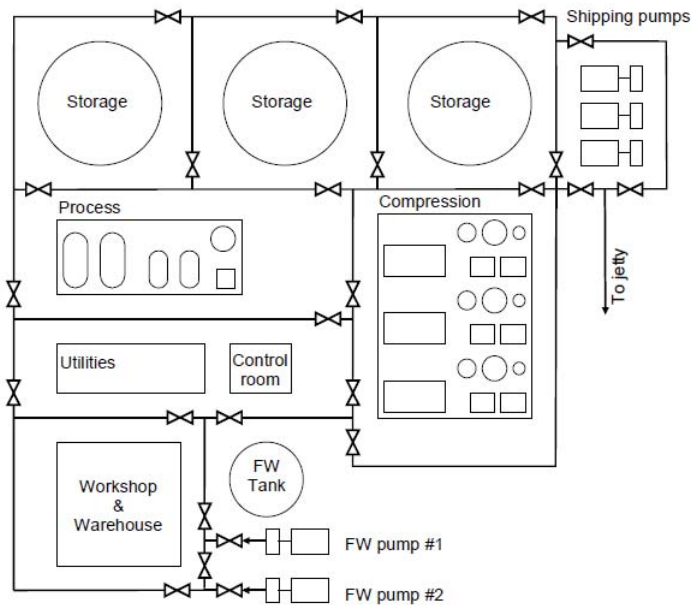 Shipping pumps
Storage
Storage
Storage
Process
Compression
To jetty
Utilities
Control
room
FW
Tank
Workshop
&
Warehouse
FW pump #1
FW pump #2